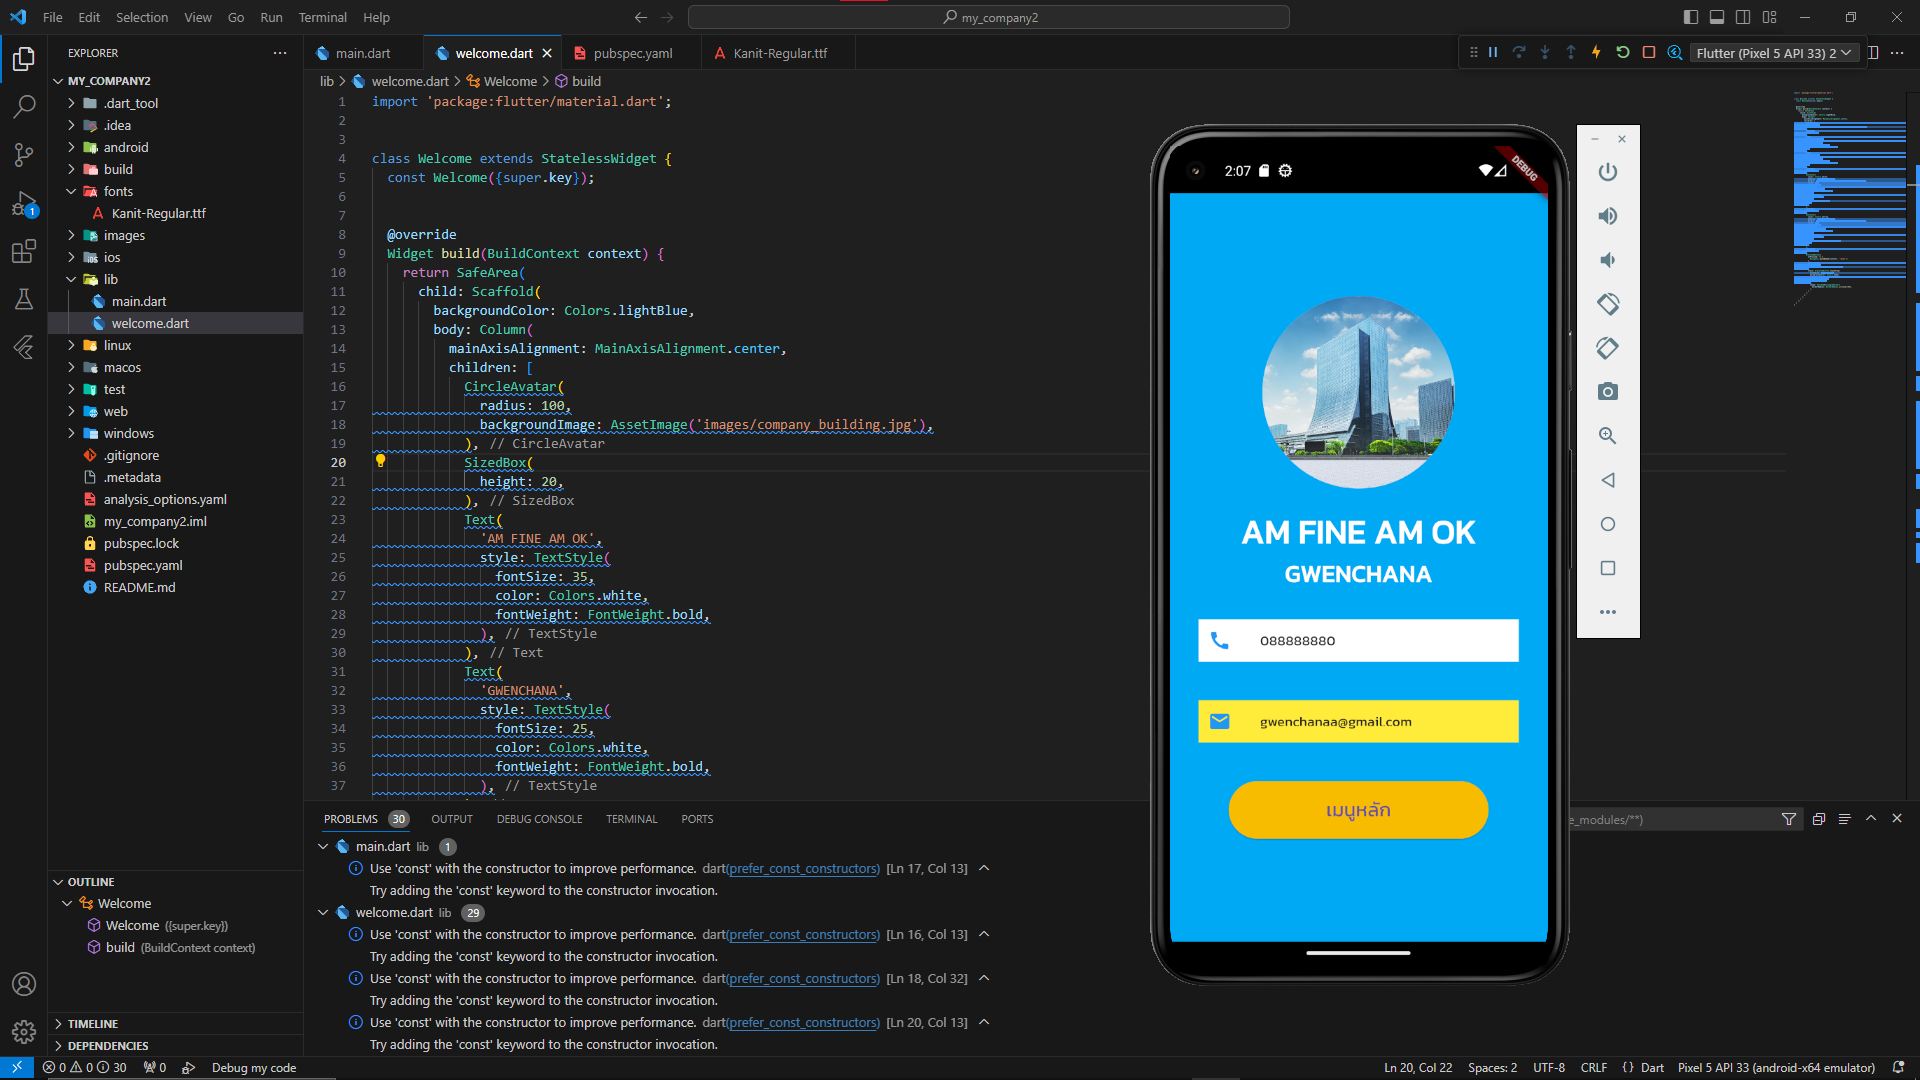 File Edit Selection View Go Run Terminal Help
my_company2
EXPLORER
MY_COMPANY2
.dart_tool
.idea
android
build
fonts
Kanit-Regular.ttf
images
ios
lib
main.dart
welcome.dart
linux
macos
test
web
windows
.gitignore
.metadata
analysis_options.yaml
my_company2.iml
pubspec.lock
pubspec.yaml
README.md
OUTLINE
Welcome
Welcome ({super.key})
build (BuildContext context)
TIMELINE
DEPENDENCIES
main.dart welcome.dart pubspec.yaml Kanit-Regular.ttf
Flutter (Pixel 5 API 33) 2
lib > welcome.dart > Welcome > build
1 import 'package:flutter/material.dart';
2
3
4 class Welcome extends StatelessWidget {
5 const Welcome({super.key});
6
7
8 @override
9 Widget build(BuildContext context) {
10 return SafeArea(
11 child: Scaffold(
12 backgroundColor: Colors.lightBlue,
13 body: Column(
14 mainAxisAlignment: MainAxisAlignment.center,
15 children: [
16 CircleAvatar(
17 radius: 100,
18 backgroundImage: AssetImage('images/company_building.jpg'),
19 ), // CircleAvatar
20 SizedBox(
21 height: 20,
22 ), // SizedBox
23 Text(
24 'AM FINE AM OK',
25 style: TextStyle(
26 fontSize: 35,
27 color: Colors.white,
28 fontWeight: FontWeight.bold,
29 ), // TextStyle
30 ), // Text
31 Text(
32 'GWENCHANA',
33 style: TextStyle(
34 fontSize: 25,
35 color: Colors.white,
36 fontWeight: FontWeight.bold,
37 ), // TextStyle
2:07
DEBUG
AM FINE AM OK
GWENCHANA
088888880
gwenchanaa@gmail.com
เมนูหลัก
PROBLEMS 30 OUTPUT DEBUG CONSOLE TERMINAL PORTS
e_modules/**)
main.dart lib 1
Use 'const' with the constructor to improve performance. dart(prefer_const_constructors) [Ln 17, Col 13]
Try adding the 'const' keyword to the constructor invocation.
welcome.dart lib 29
Use 'const' with the constructor to improve performance. dart(prefer_const_constructors) [Ln 16, Col 13]
Try adding the 'const' keyword to the constructor invocation.
Use 'const' with the constructor to improve performance. dart(prefer_const_constructors) [Ln 18, Col 32]
Try adding the 'const' keyword to the constructor invocation.
Use 'const' with the constructor to improve performance. dart(prefer_const_constructors) [Ln 20, Col 13]
Try adding the 'const' keyword to the constructor invocation.
0 0 30 0 Debug my code
Ln 20, Col 22 Spaces: 2 UTF-8 CRLF {} Dart Pixel 5 API 33 (android-x64 emulator)